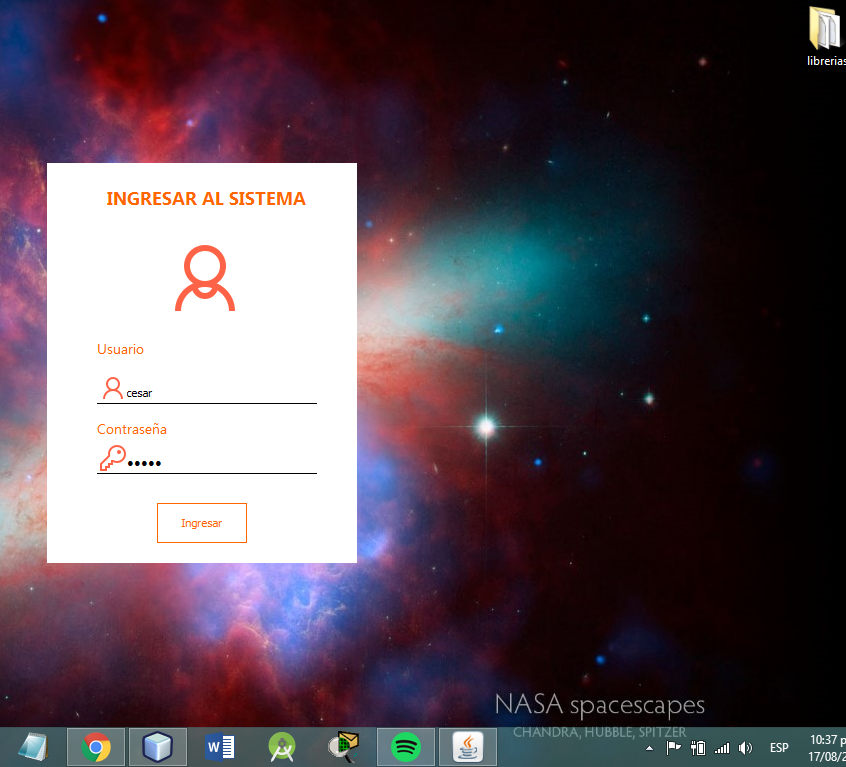 librerias
INGRESAR AL SISTEMA
Usuario
cesar
Contraseña
•••••
Ingresar
NASA spacescapes
CHANDRA, HUBBLE, SPITZER
W
ESP
10:37 p
17/08/2